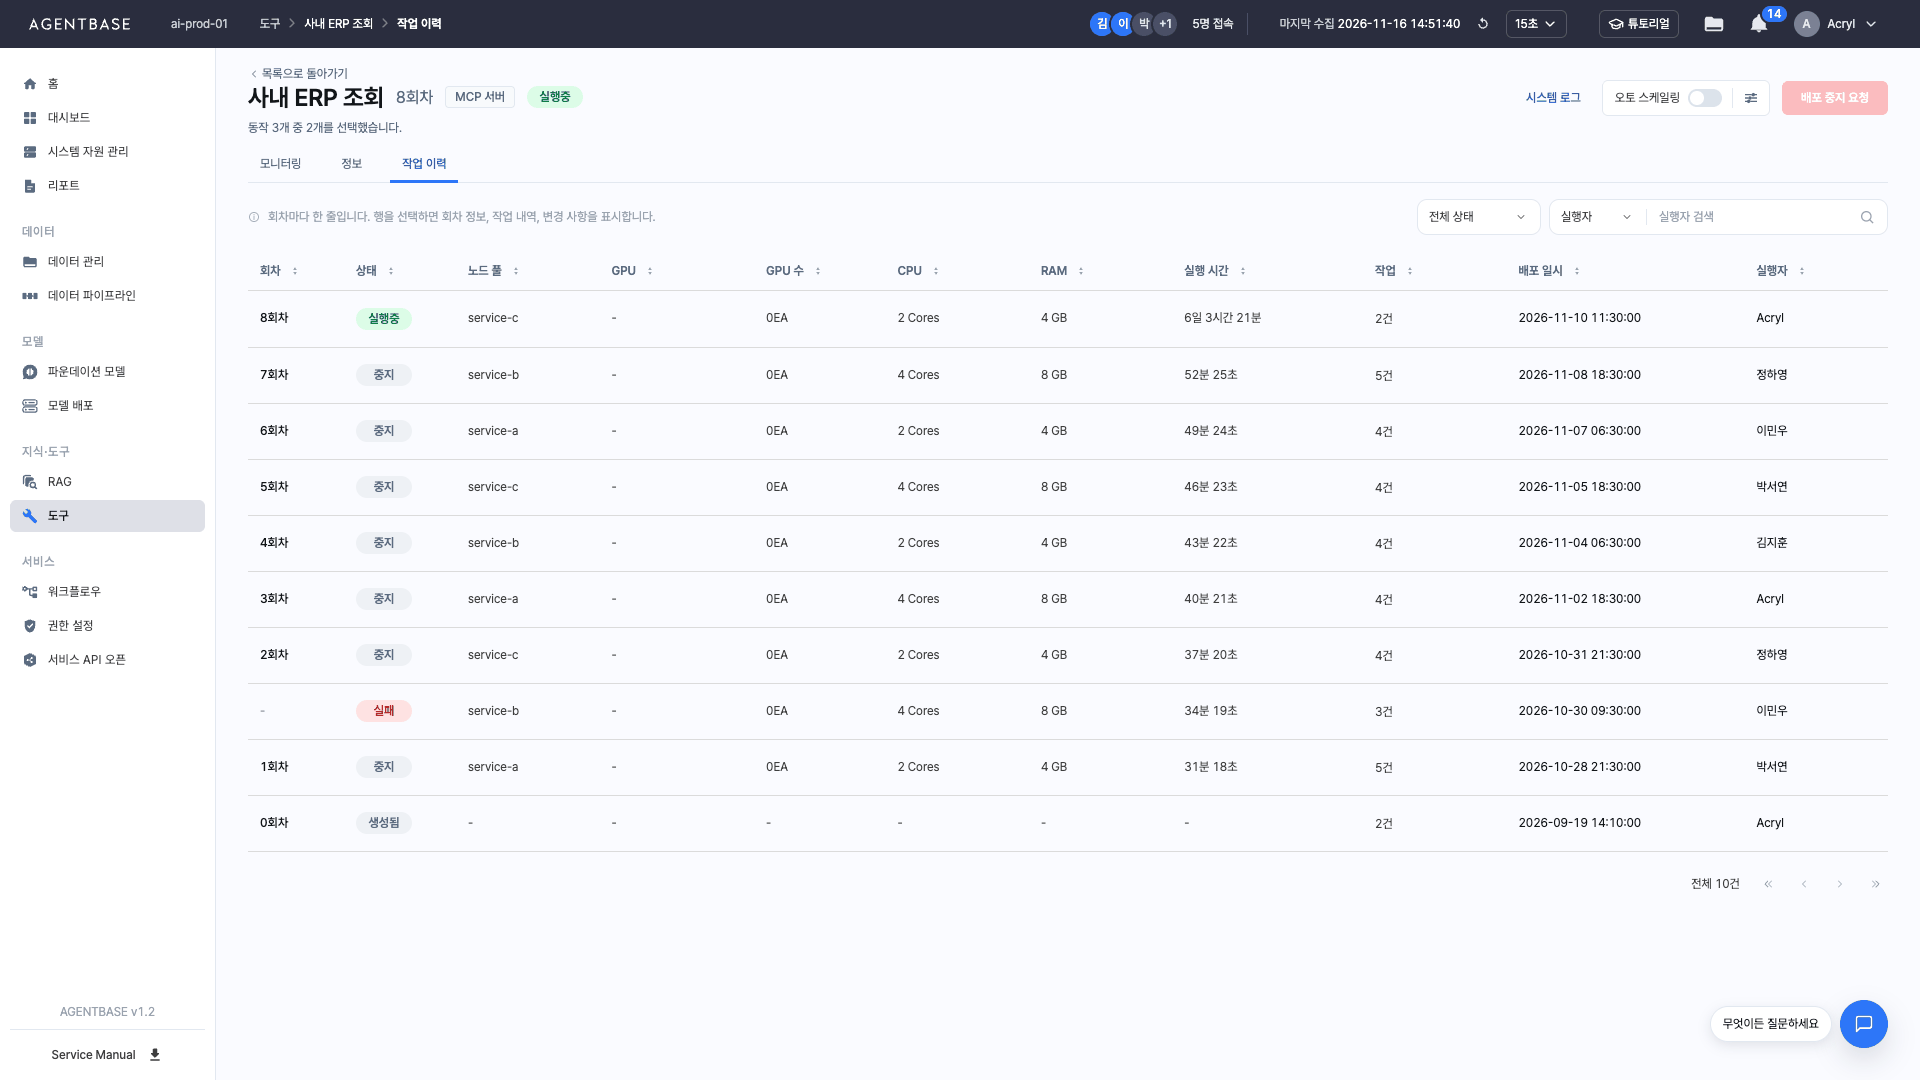 AGENTBASE
ai-prod-01
도구 > 사내 ERP 조회 > 작업 이력
김 이 박 +1 5명 접속
마지막 수집 2026-11-16 14:51:40
15초
튜토리얼
14
A Acryl
홈
대시보드
시스템 자원 관리
리포트
데이터
데이터 관리
데이터 파이프라인
모델
파운데이션 모델
모델 배포
지식·도구
RAG
도구
서비스
워크플로우
권한 설정
서비스 API 오픈
AGENTBASE v1.2
Service Manual
목록으로 돌아가기
사내 ERP 조회 8회차 MCP 서버 실행중
동작 3개 중 2개를 선택했습니다.
시스템 로그 오토 스케일링 배포 중지 요청
모니터링 정보 작업 이력
회차마다 한 줄입니다. 행을 선택하면 회차 정보, 작업 내역, 변경 사항을 표시합니다.
전체 상태 실행자 실행자 검색
회차 상태 노드 풀 GPU GPU 수 CPU RAM 실행 시간 작업 배포 일시 실행자
8회차 실행중 service-c - 0EA 2 Cores 4 GB 6일 3시간 21분 2건 2026-11-10 11:30:00 Acryl
7회차 중지 service-b - 0EA 4 Cores 8 GB 52분 25초 5건 2026-11-08 18:30:00 정하영
6회차 중지 service-a - 0EA 2 Cores 4 GB 49분 24초 4건 2026-11-07 06:30:00 이민우
5회차 중지 service-c - 0EA 4 Cores 8 GB 46분 23초 4건 2026-11-05 18:30:00 박서연
4회차 중지 service-b - 0EA 2 Cores 4 GB 43분 22초 4건 2026-11-04 06:30:00 김지훈
3회차 중지 service-a - 0EA 4 Cores 8 GB 40분 21초 4건 2026-11-02 18:30:00 Acryl
2회차 중지 service-c - 0EA 2 Cores 4 GB 37분 20초 4건 2026-10-31 21:30:00 정하영
- 실패 service-b - 0EA 4 Cores 8 GB 34분 19초 3건 2026-10-30 09:30:00 이민우
1회차 중지 service-a - 0EA 2 Cores 4 GB 31분 18초 5건 2026-10-28 21:30:00 박서연
0회차 생성됨 - - - - - - 2건 2026-09-19 14:10:00 Acryl
전체 10건
무엇이든 질문하세요